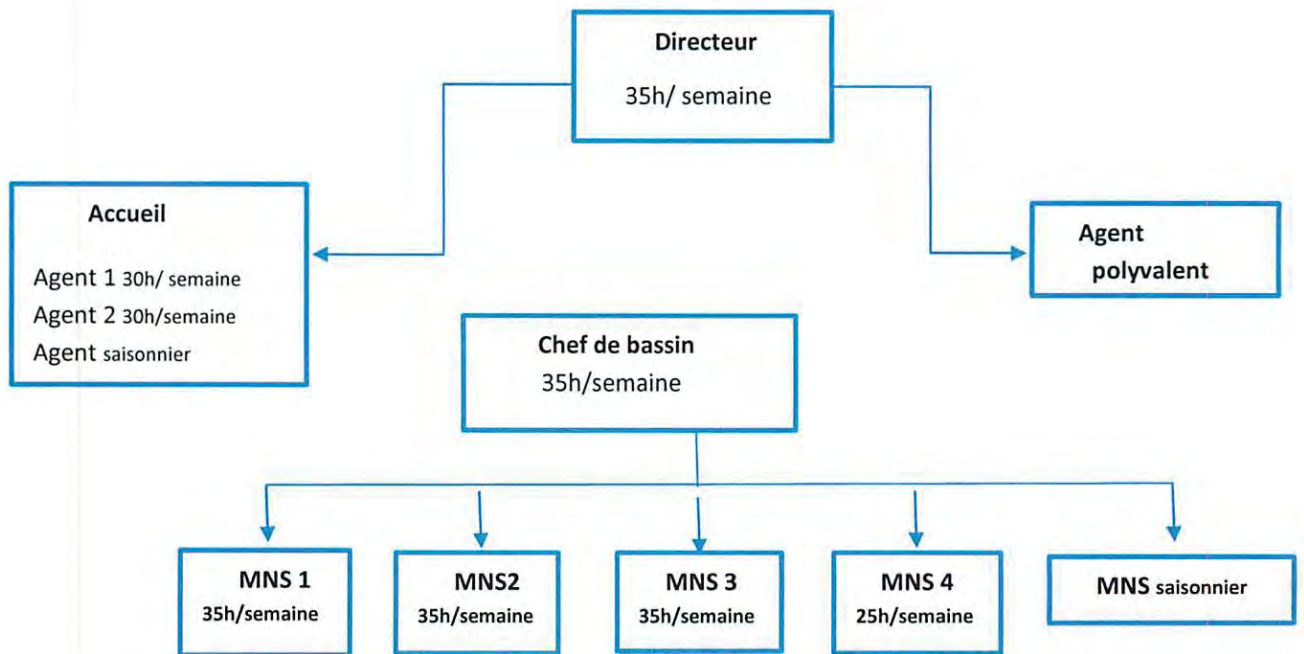 Directeur
35h/ semaine
Accueil
Agent 1 30h/ semaine
Agent 2 30h/semaine
Agent saisonnier
Agent
polyvalent
Chef de bassin
35h/semaine
MNS 1
35h/semaine
MNS2
35h/semaine
MNS 3
35h/semaine
MNS 4
25h/semaine
MNS saisonnier